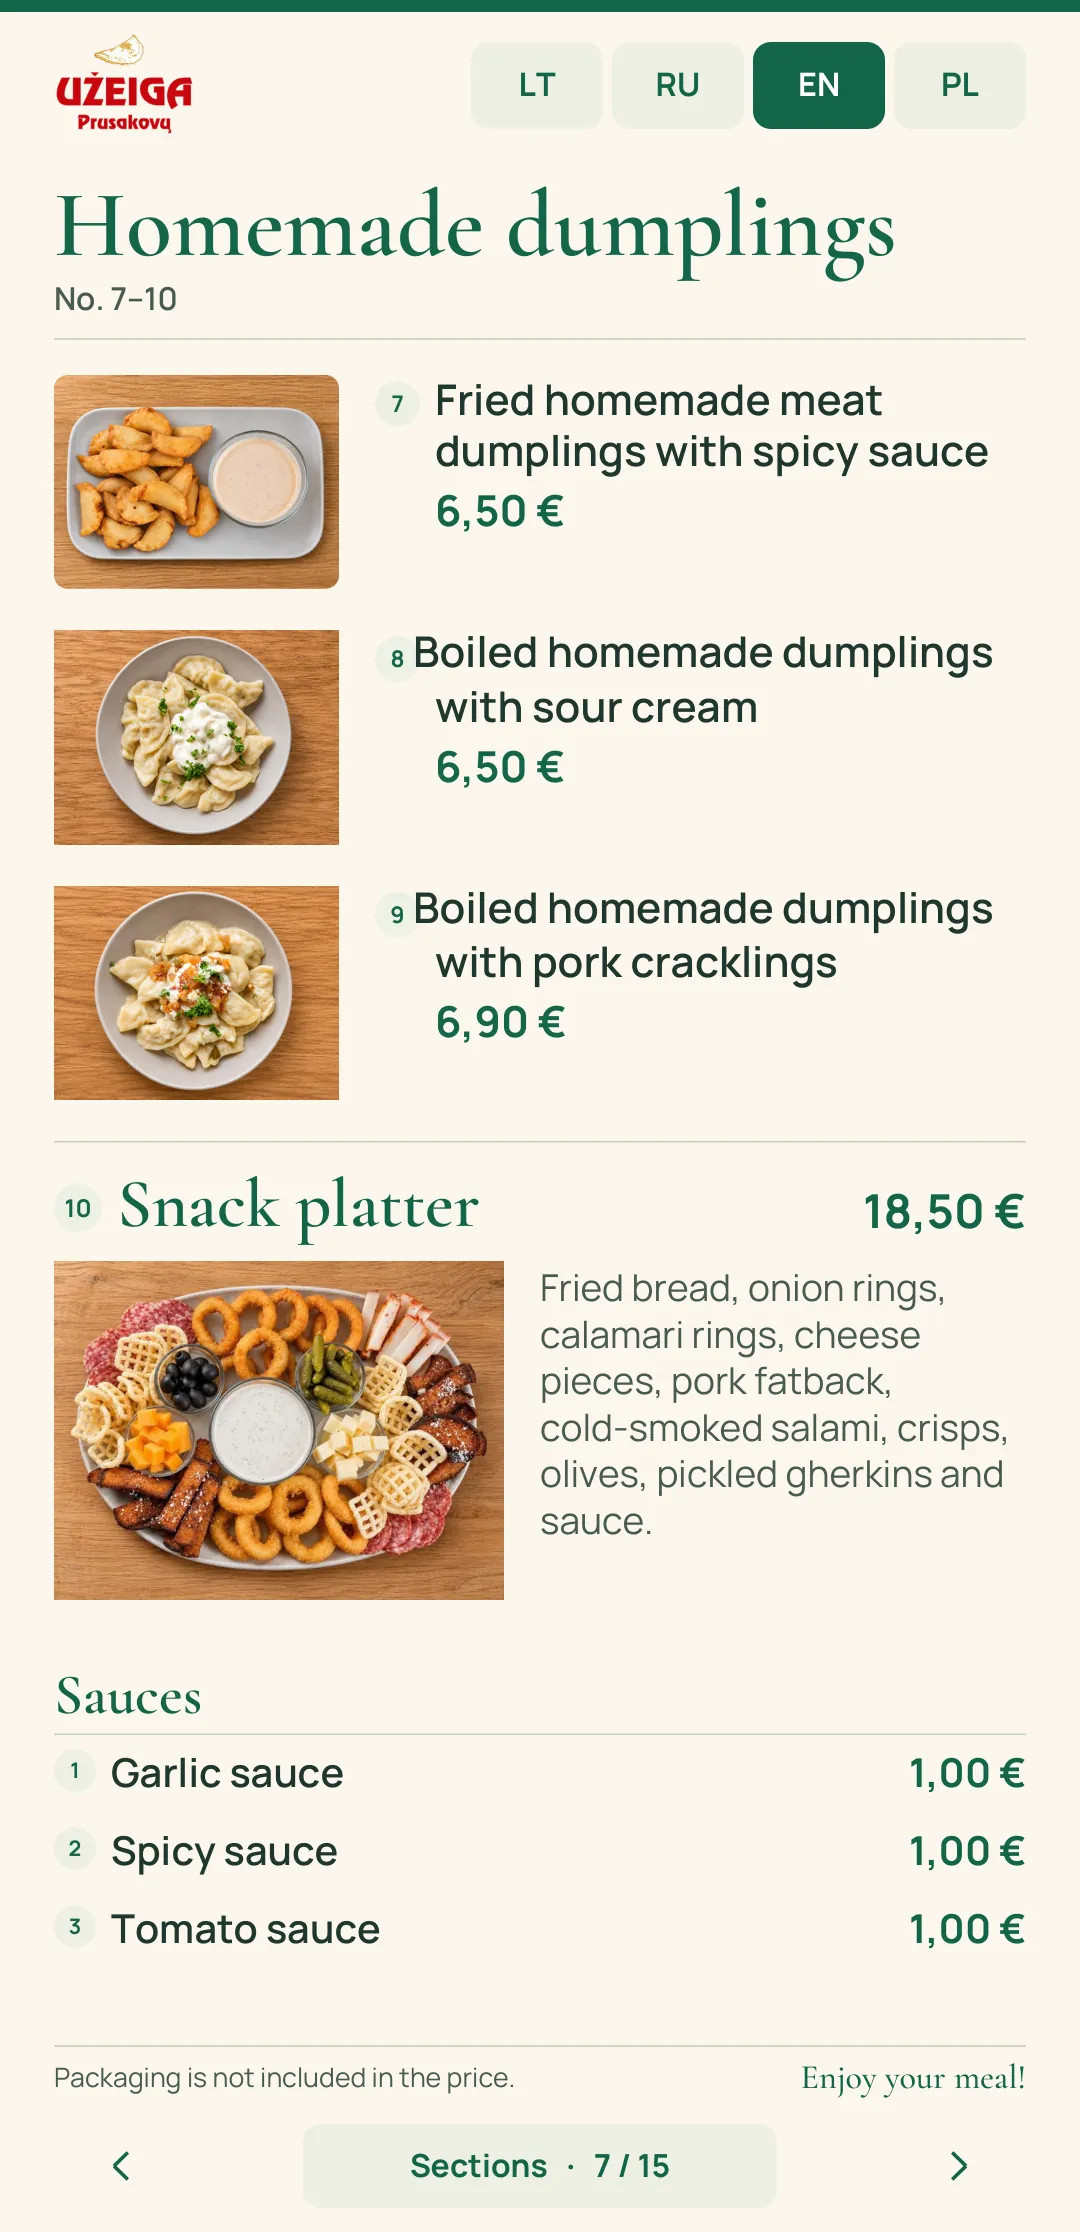 UŽEIGA
Prusakovų
LT
RU
EN
PL
Homemade dumplings
No. 7–10
7 Fried homemade meat
dumplings with spicy sauce
6,50 €
8 Boiled homemade dumplings
with sour cream
6,50 €
9 Boiled homemade dumplings
with pork cracklings
6,90 €
10 Snack platter 18,50 €
Fried bread, onion rings,
calamari rings, cheese
pieces, pork fatback,
cold-smoked salami, crisps,
olives, pickled gherkins and
sauce.
Sauces
1 Garlic sauce 1,00 €
2 Spicy sauce 1,00 €
3 Tomato sauce 1,00 €
Packaging is not included in the price. Enjoy your meal!
Sections · 7 / 15